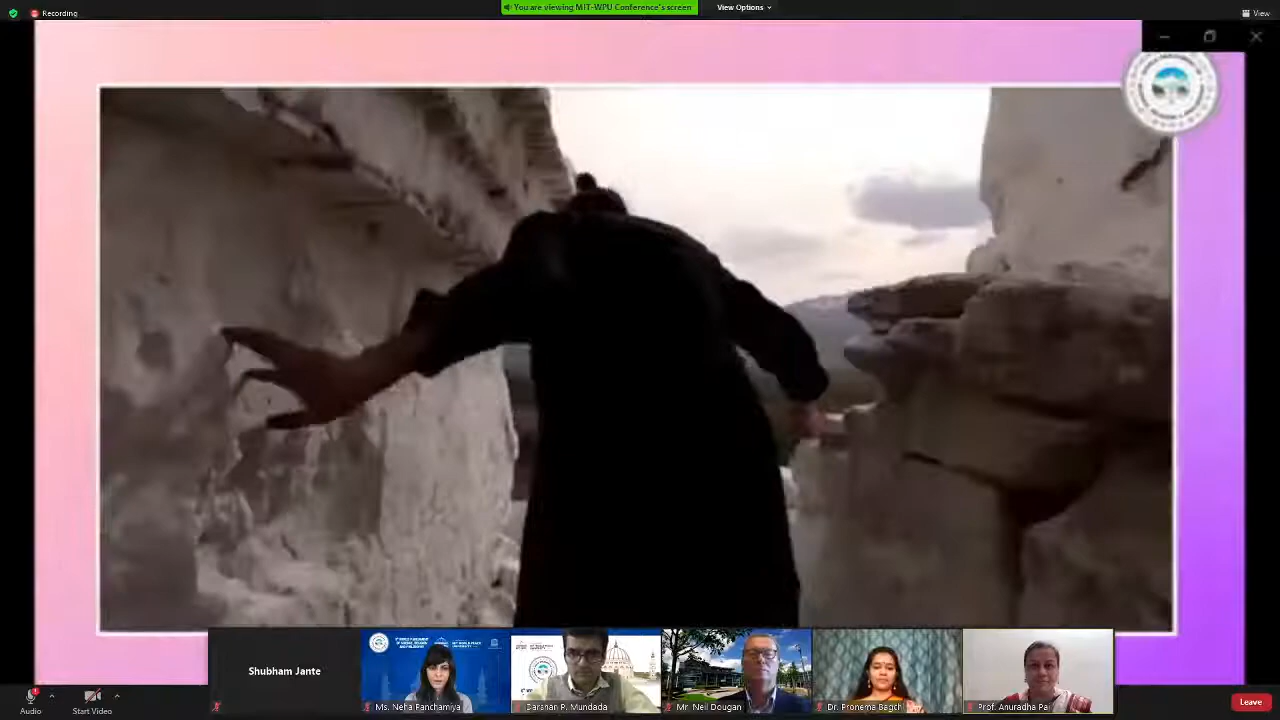 Recording
You are viewing MIT-WPU Conference's screen
View Options
View
Shubham Jante
Ms. Neha Panchamiya
Darshan P. Mundada
Mr. Neil Dougan
Dr. Pronema Bagchi
Prof. Anuradha Pai
Audio
Start Video
Leave